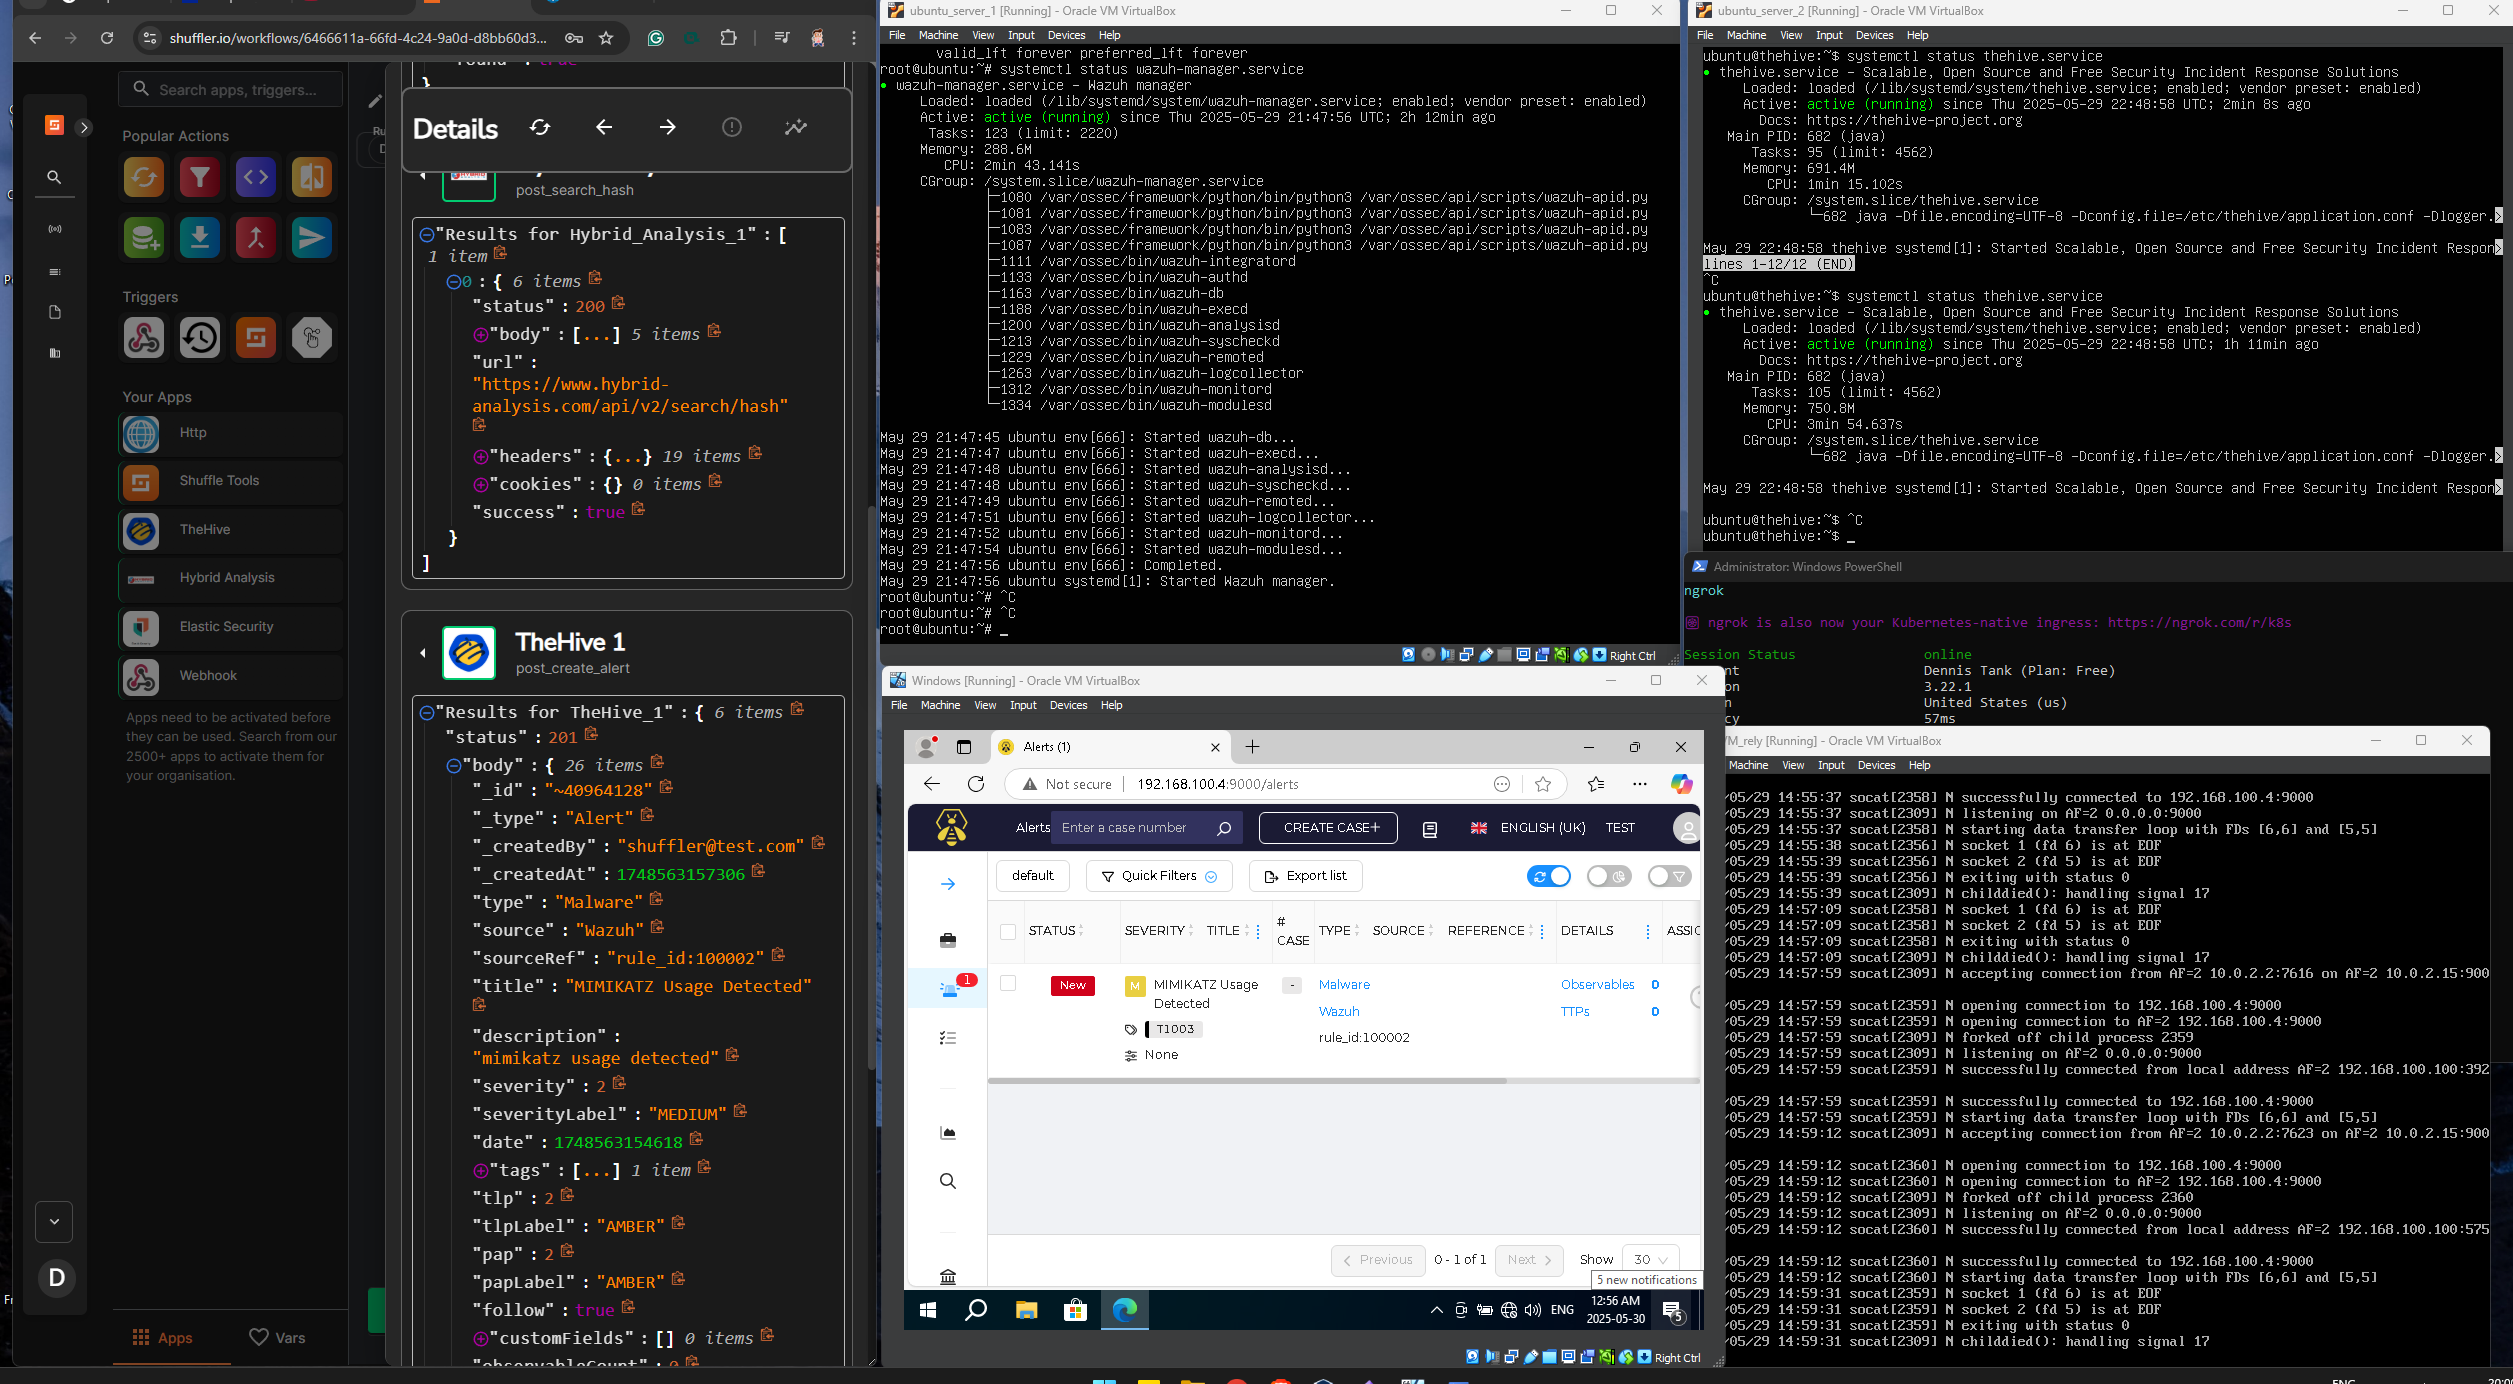 shuffler.io/workflows/6466611a-66fd-4c24-9a0d-d8bb60d3...
Search apps, triggers...
Popular Actions
Triggers
Your Apps
Http
Shuffle Tools
TheHive
Hybrid Analysis
Elastic Security
Webhook
Apps need to be activated before
they can be used. Search from our
2500+ apps to activate them for
your organisation.
D
Apps
Vars
}
Details
post_search_hash
"Results for Hybrid_Analysis_1" : [
1 item
0 : { 6 items
"status" : 200
"body" : [...] 5 items
"url" :
"https://www.hybrid-
analysis.com/api/v2/search/hash"
"headers" : {...} 19 items
"cookies" : {} 0 items
"success" : true
}
]
TheHive 1
post_create_alert
"Results for TheHive_1" : { 6 items
"status" : 201
"body" : { 26 items
"_id" : "~40964128"
"_type" : "Alert"
"_createdBy" : "shuffler@test.com"
"_createdAt" : 1748563157306
"type" : "Malware"
"source" : "Wazuh"
"sourceRef" : "rule_id:100002"
"title" : "MIMIKATZ Usage Detected"
"description" :
"mimikatz usage detected"
"severity" : 2
"severityLabel" : "MEDIUM"
"date" : 1748563154618
"tags" : [...] 1 item
"tlp" : 2
"tlpLabel" : "AMBER"
"pap" : 2
"papLabel" : "AMBER"
"follow" : true
"customFields" : [] 0 items
ubuntu_server_1 [Running] - Oracle VM VirtualBox
File Machine View Input Devices Help
valid_lft forever preferred_lft forever
root@ubuntu:~# systemctl status wazuh-manager.service
● wazuh-manager.service - Wazuh manager
Loaded: loaded (/lib/systemd/system/wazuh-manager.service; enabled; vendor preset: enabled)
Active: active (running) since Thu 2025-05-29 21:47:56 UTC; 2h 12min ago
Tasks: 123 (limit: 2220)
Memory: 288.6M
CPU: 2min 43.141s
CGroup: /system.slice/wazuh-manager.service
├─1080 /var/ossec/framework/python/bin/python3 /var/ossec/api/scripts/wazuh-apid.py
├─1081 /var/ossec/framework/python/bin/python3 /var/ossec/api/scripts/wazuh-apid.py
├─1083 /var/ossec/framework/python/bin/python3 /var/ossec/api/scripts/wazuh-apid.py
├─1087 /var/ossec/framework/python/bin/python3 /var/ossec/api/scripts/wazuh-apid.py
├─1111 /var/ossec/bin/wazuh-integratord
├─1133 /var/ossec/bin/wazuh-authd
├─1163 /var/ossec/bin/wazuh-db
├─1188 /var/ossec/bin/wazuh-execd
├─1200 /var/ossec/bin/wazuh-analysisd
├─1213 /var/ossec/bin/wazuh-syscheckd
├─1229 /var/ossec/bin/wazuh-remoted
├─1263 /var/ossec/bin/wazuh-logcollector
├─1312 /var/ossec/bin/wazuh-monitord
└─1334 /var/ossec/bin/wazuh-modulesd
May 29 21:47:45 ubuntu env[666]: Started wazuh-db...
May 29 21:47:47 ubuntu env[666]: Started wazuh-execd...
May 29 21:47:48 ubuntu env[666]: Started wazuh-analysisd...
May 29 21:47:48 ubuntu env[666]: Started wazuh-syscheckd...
May 29 21:47:49 ubuntu env[666]: Started wazuh-remoted...
May 29 21:47:51 ubuntu env[666]: Started wazuh-logcollector...
May 29 21:47:52 ubuntu env[666]: Started wazuh-monitord...
May 29 21:47:54 ubuntu env[666]: Started wazuh-modulesd...
May 29 21:47:56 ubuntu env[666]: Completed.
May 29 21:47:56 ubuntu systemd[1]: Started Wazuh manager.
root@ubuntu:~# ^C
root@ubuntu:~# ^C
root@ubuntu:~# _
Right Ctrl
ubuntu_server_2 [Running] - Oracle VM VirtualBox
File Machine View Input Devices Help
ubuntu@thehive:~$ systemctl status thehive.service
● thehive.service - Scalable, Open Source and Free Security Incident Response Solutions
Loaded: loaded (/lib/systemd/system/thehive.service; enabled; vendor preset: enabled)
Active: active (running) since Thu 2025-05-29 22:48:58 UTC; 2min 8s ago
Docs: https://thehive-project.org
Main PID: 682 (java)
Tasks: 95 (limit: 4562)
Memory: 691.4M
CPU: 1min 15.102s
CGroup: /system.slice/thehive.service
└─682 java -Dfile.encoding=UTF-8 -Dconfig.file=/etc/thehive/application.conf -Dlogger.>
May 29 22:48:58 thehive systemd[1]: Started Scalable, Open Source and Free Security Incident Respon>
lines 1-12/12 (END)
^C
ubuntu@thehive:~$ systemctl status thehive.service
● thehive.service - Scalable, Open Source and Free Security Incident Response Solutions
Loaded: loaded (/lib/systemd/system/thehive.service; enabled; vendor preset: enabled)
Active: active (running) since Thu 2025-05-29 22:48:58 UTC; 1h 11min ago
Docs: https://thehive-project.org
Main PID: 682 (java)
Tasks: 105 (limit: 4562)
Memory: 750.8M
CPU: 3min 54.637s
CGroup: /system.slice/thehive.service
└─682 java -Dfile.encoding=UTF-8 -Dconfig.file=/etc/thehive/application.conf -Dlogger.>
May 29 22:48:58 thehive systemd[1]: Started Scalable, Open Source and Free Security Incident Respon>
ubuntu@thehive:~$ ^C
ubuntu@thehive:~$ _
Administrator: Windows PowerShell
ngrok
ngrok is also now your Kubernetes-native ingress: https://ngrok.com/r/k8s
Session Status online
nt Dennis Tank (Plan: Free)
on 3.22.1
n United States (us)
cy 57ms
Windows [Running] - Oracle VM VirtualBox
File Machine View Input Devices Help
Alerts (1)
Not secure 192.168.100.4:9000/alerts
Alerts Enter a case number CREATE CASE+ ENGLISH (UK) TEST
default Quick Filters Export list
STATUS SEVERITY TITLE # CASE TYPE SOURCE REFERENCE DETAILS ASSIG
1
New M MIMIKATZ Usage Detected - Malware Observables 0
T1003 Wazuh TTPs 0
None rule_id:100002
Previous 0 - 1 of 1 Next Show 30
5 new notifications
ENG 12:56 AM
2025-05-30 5
Right Ctrl
M_rely [Running] - Oracle VM VirtualBox
Machine View Input Devices Help
/05/29 14:55:37 socat[2358] N successfully connected to 192.168.100.4:9000
/05/29 14:55:37 socat[2309] N listening on AF=2 0.0.0.0:9000
/05/29 14:55:37 socat[2358] N starting data transfer loop with FDs [6,6] and [5,5]
/05/29 14:55:38 socat[2356] N socket 1 (fd 6) is at EOF
/05/29 14:55:39 socat[2356] N socket 2 (fd 5) is at EOF
/05/29 14:55:39 socat[2356] N exiting with status 0
/05/29 14:55:39 socat[2309] N childdied(): handling signal 17
/05/29 14:57:09 socat[2358] N socket 1 (fd 6) is at EOF
/05/29 14:57:09 socat[2358] N socket 2 (fd 5) is at EOF
/05/29 14:57:09 socat[2358] N exiting with status 0
/05/29 14:57:09 socat[2309] N childdied(): handling signal 17
/05/29 14:57:59 socat[2309] N accepting connection from AF=2 10.0.2.2:7616 on AF=2 10.0.2.15:900
/05/29 14:57:59 socat[2359] N opening connection to 192.168.100.4:9000
/05/29 14:57:59 socat[2359] N opening connection to AF=2 192.168.100.4:9000
/05/29 14:57:59 socat[2309] N forked off child process 2359
/05/29 14:57:59 socat[2309] N listening on AF=2 0.0.0.0:9000
/05/29 14:57:59 socat[2359] N successfully connected from local address AF=2 192.168.100.100:392
/05/29 14:57:59 socat[2359] N successfully connected to 192.168.100.4:9000
/05/29 14:57:59 socat[2359] N starting data transfer loop with FDs [6,6] and [5,5]
/05/29 14:59:12 socat[2309] N accepting connection from AF=2 10.0.2.2:7623 on AF=2 10.0.2.15:900
/05/29 14:59:12 socat[2360] N opening connection to 192.168.100.4:9000
/05/29 14:59:12 socat[2360] N opening connection to AF=2 192.168.100.4:9000
/05/29 14:59:12 socat[2309] N forked off child process 2360
/05/29 14:59:12 socat[2309] N listening on AF=2 0.0.0.0:9000
/05/29 14:59:12 socat[2360] N successfully connected from local address AF=2 192.168.100.100:575
/05/29 14:59:12 socat[2360] N successfully connected to 192.168.100.4:9000
/05/29 14:59:12 socat[2360] N starting data transfer loop with FDs [6,6] and [5,5]
/05/29 14:59:31 socat[2359] N socket 1 (fd 6) is at EOF
/05/29 14:59:31 socat[2359] N socket 2 (fd 5) is at EOF
/05/29 14:59:31 socat[2359] N exiting with status 0
/05/29 14:59:31 socat[2309] N childdied(): handling signal 17